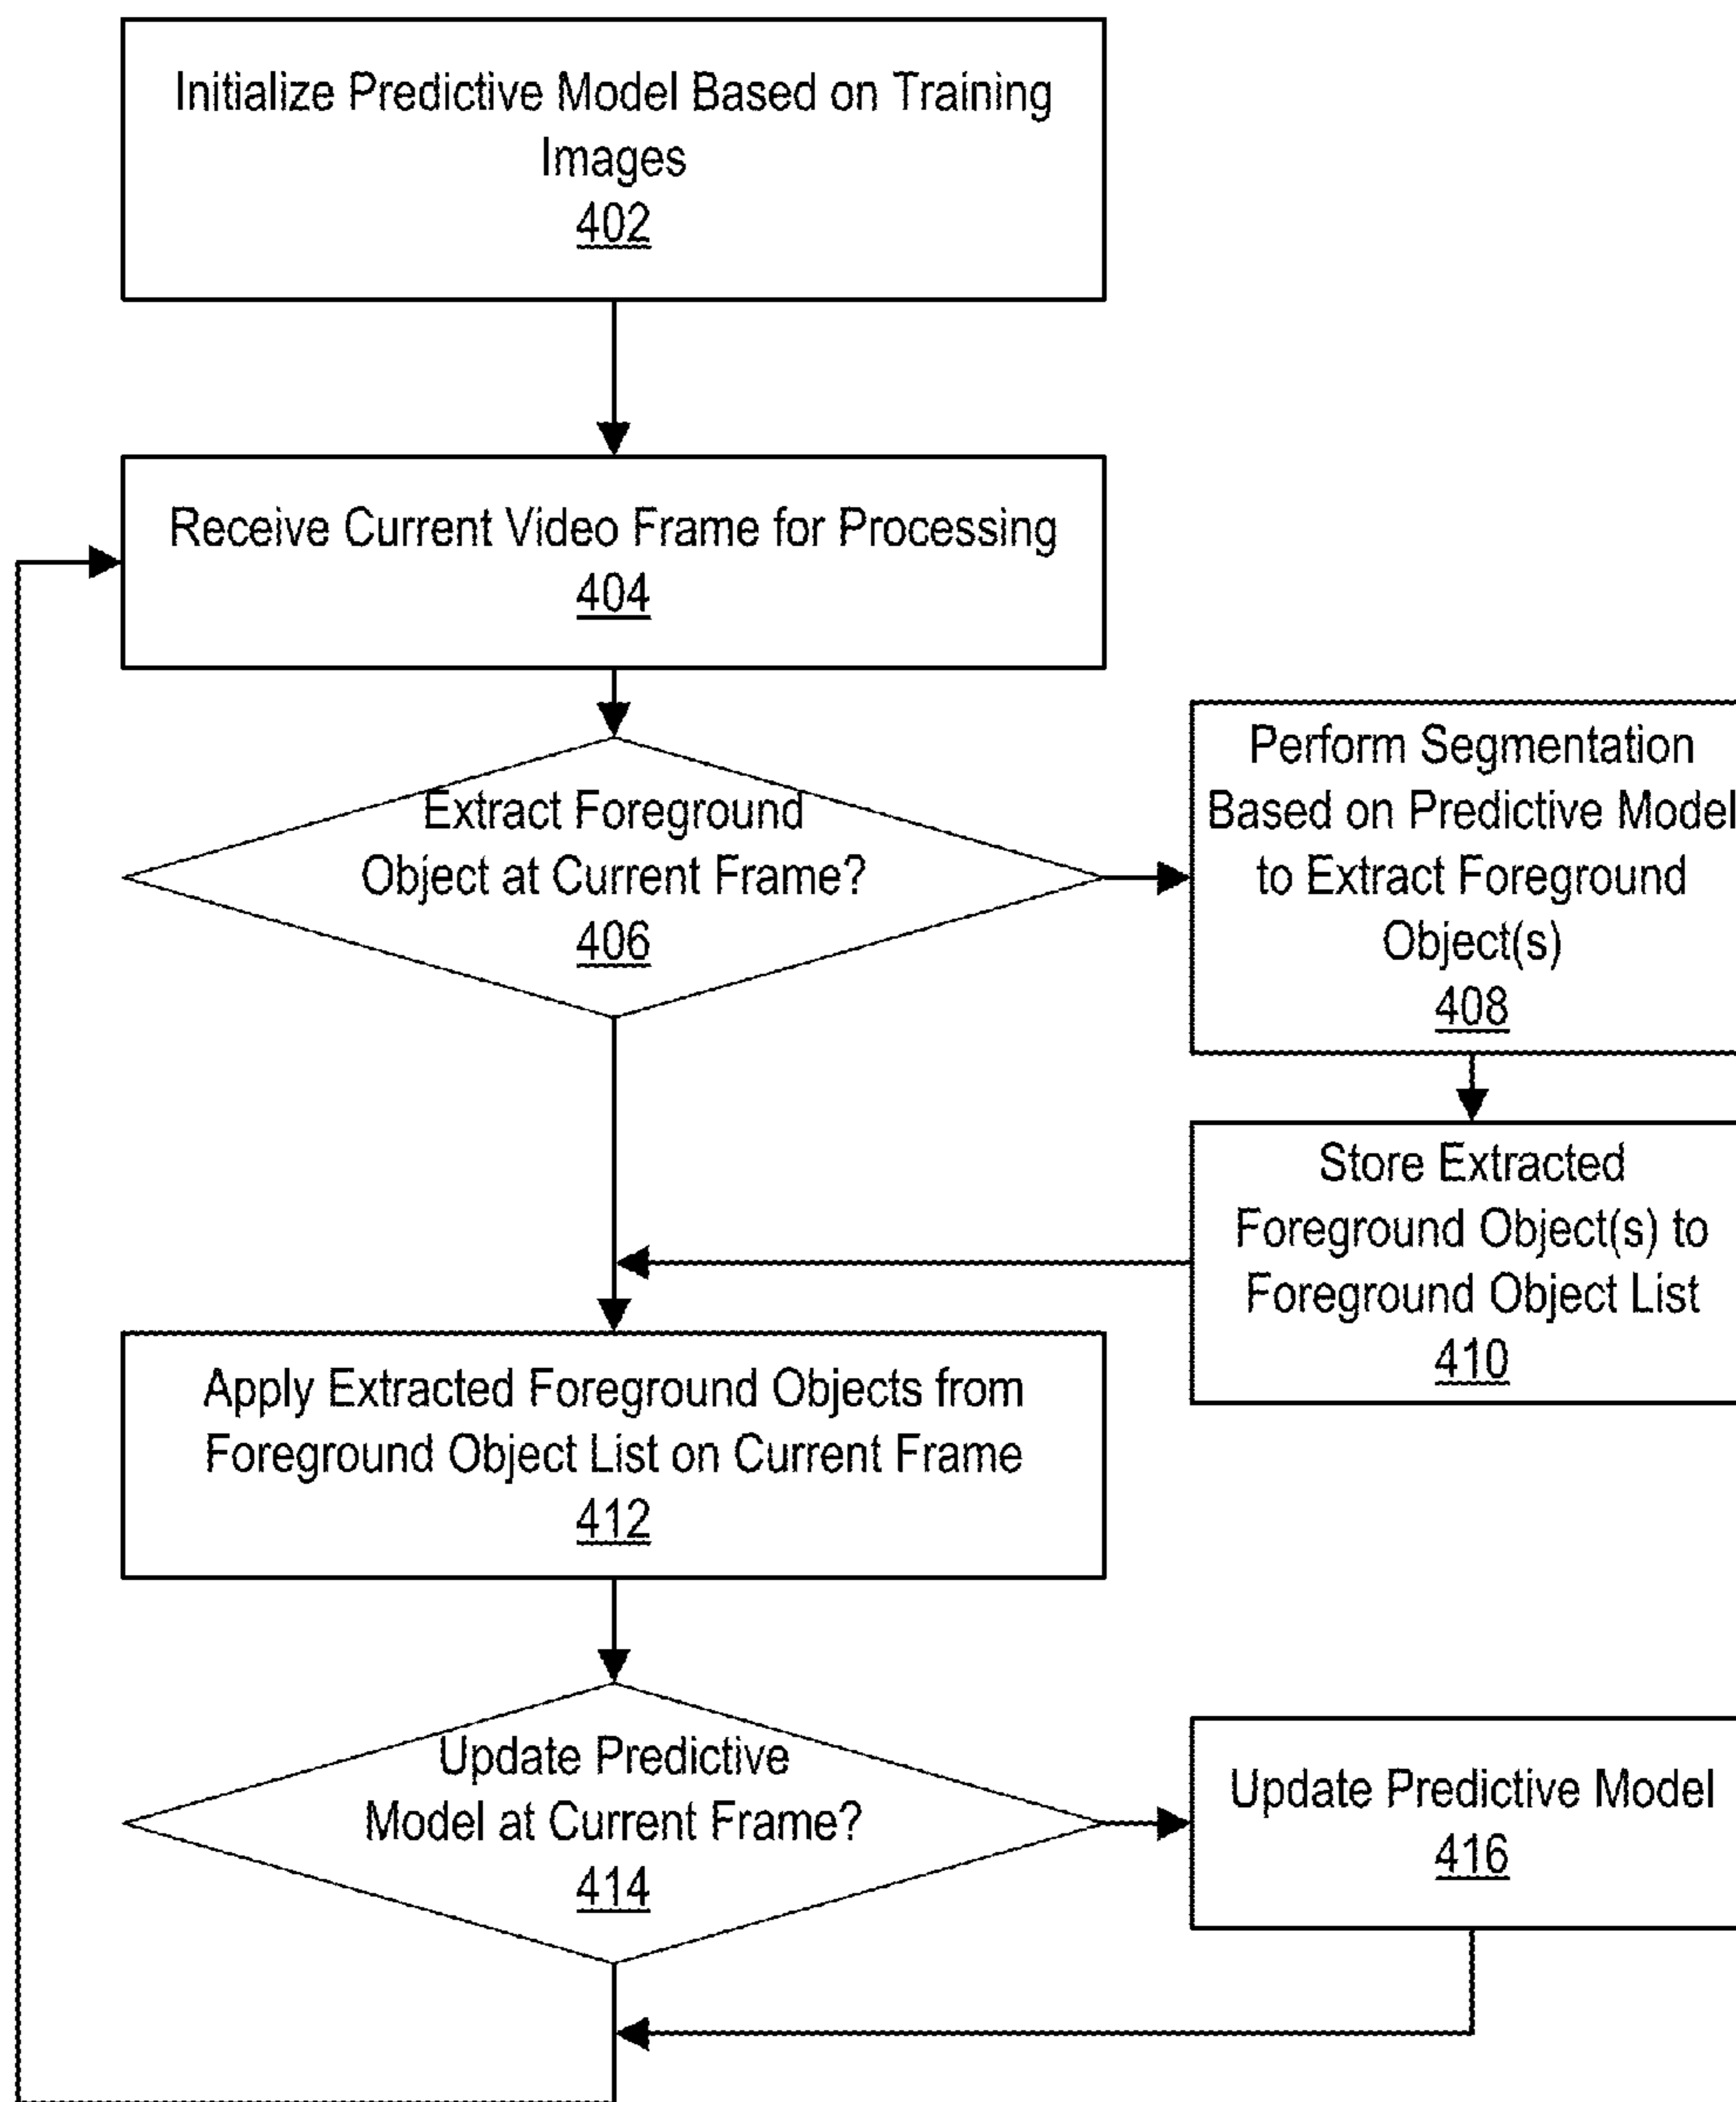 Initialize Predictive Model Based on Training
Images
402
Receive Current Video Frame for Processing
404
Extract Foreground
Object at Current Frame?
406
Perform Segmentation
Based on Predictive Model
to Extract Foreground
Object(s)
408
Store Extracted
Foreground Object(s) to
Foreground Object List
410
Apply Extracted Foreground Objects from
Foreground Object List on Current Frame
412
Update Predictive
Model at Current Frame?
414
Update Predictive Model
416